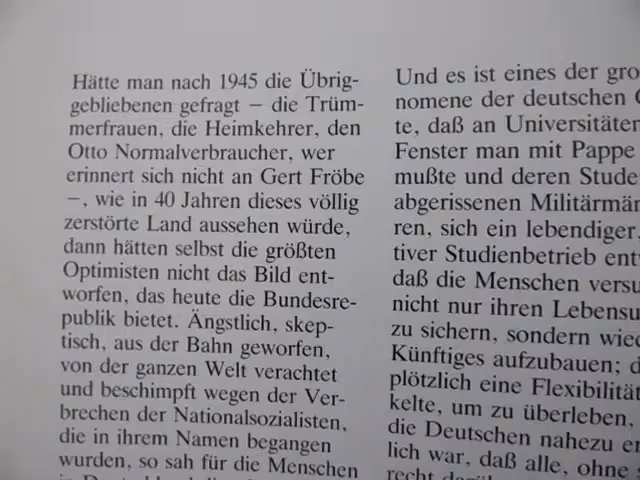 Hätte man nach 1945 die Übrig-
gebliebenen gefragt – die Trüm-
merfrauen, die Heimkehrer, den
Otto Normalverbraucher, wer
erinnert sich nicht an Gert Fröbe
–, wie in 40 Jahren dieses völlig
zerstörte Land aussehen würde,
dann hätten selbst die größten
Optimisten nicht das Bild ent-
worfen, das heute die Bundesre-
publik bietet. Ängstlich, skep-
tisch, aus der Bahn geworfen,
von der ganzen Welt verachtet
und beschimpft wegen der Ver-
brechen der Nationalsozialisten,
die in ihrem Namen begangen
wurden, so sah für die Menschen
Und es ist eines der gro
nomene der deutschen
te, daß an Universitäten
Fenster man mit Pappe
mußte und deren Stude
abgerissenen Militärmän
ren, sich ein lebendiger
tiver Studienbetrieb ent
daß die Menschen versu
nicht nur ihren Lebensu
zu sichern, sondern wied
Künftiges aufzubauen; d
plötzlich eine Flexibilität
kelte, um zu überleben,
die Deutschen nahezu er
lich war, daß alle, ohne
recht